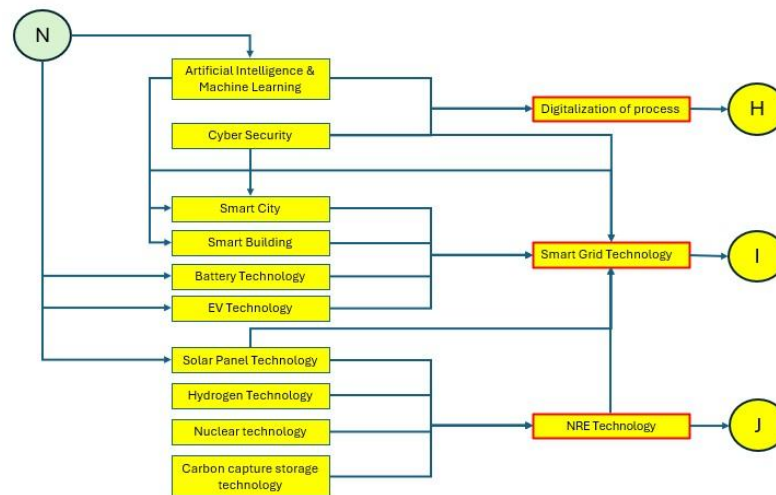 N
Artificial Intelligence &
Machine Learning
Digitalization of process
H
Cyber Security
Smart City
Smart Building
Smart Grid Technology
I
Battery Technology
EV Technology
Solar Panel Technology
Hydrogen Technology
Nuclear technology
NRE Technology
J
Carbon capture storage
technology